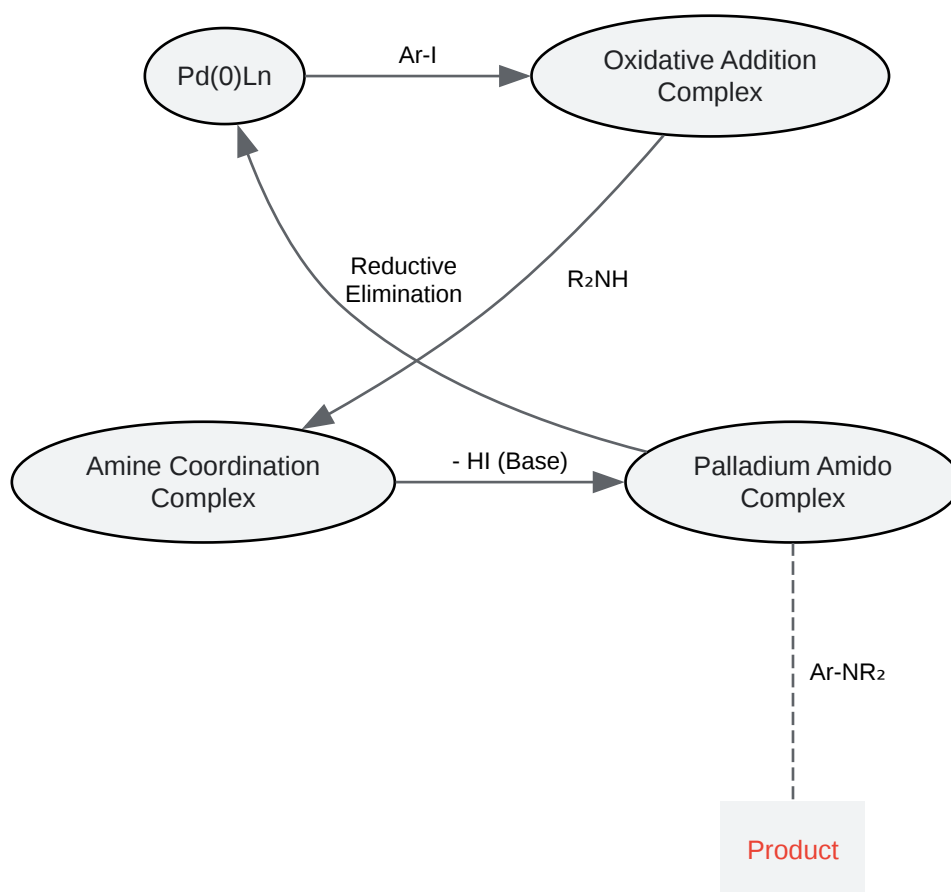 Pd(0)Ln
Ar-I
Oxidative Addition
Complex
Reductive
Elimination
R₂NH
Amine Coordination
Complex
- HI (Base)
Palladium Amido
Complex
Ar-NR₂
Product